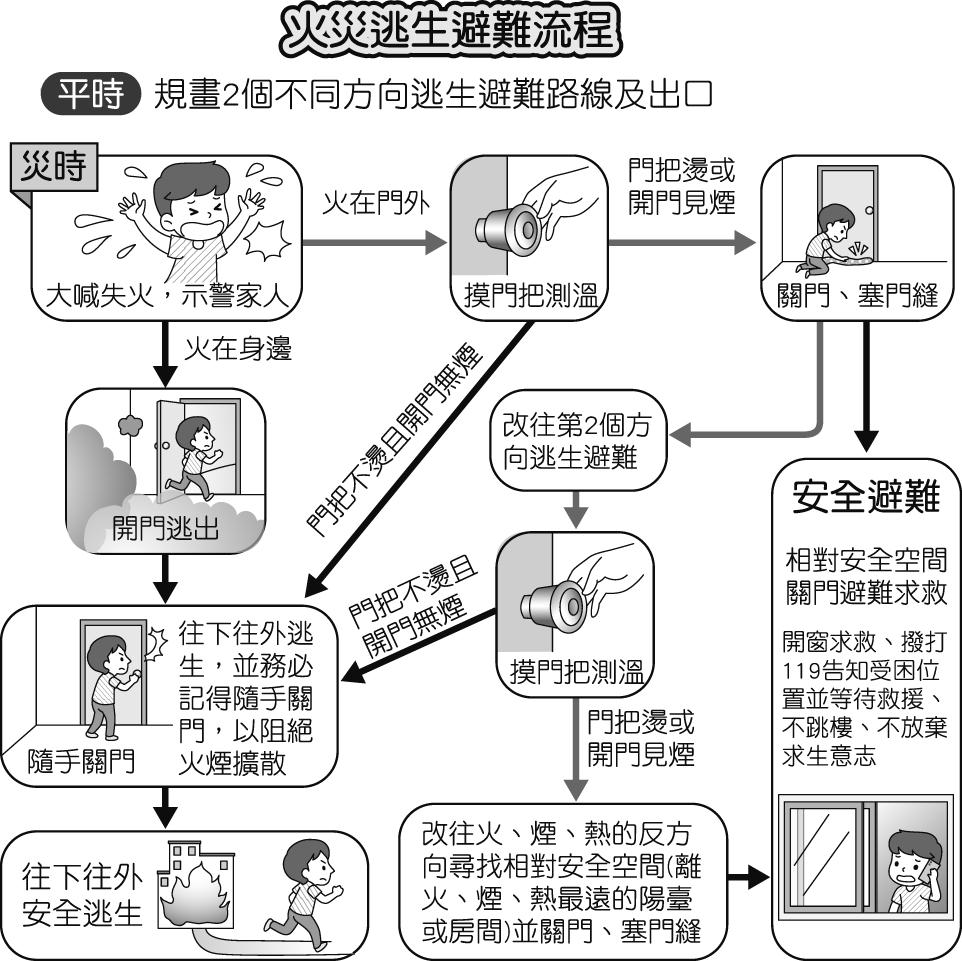 火災逃生避難流程
平時 規畫2個不同方向逃生避難路線及出口
災時
大喊失火，示警家人
火在門外
摸門把測溫
門把燙或
開門見煙
關門、塞門縫
火在身邊
開門逃出
門把不燙且開門無煙
改往第2個方
向逃生避難
門把不燙且
開門無煙
摸門把測溫
門把燙或
開門見煙
往下往外逃
生，並務必
記得隨手關
門，以阻絕
火煙擴散
隨手關門
往下往外
安全逃生
改往火、煙、熱的反方
向尋找相對安全空間(離
火、煙、熱最遠的陽臺
或房間)並關門、塞門縫
安全避難
相對安全空間
關門避難求救
開窗求救、撥打
119告知受困位
置並等待救援、
不跳樓、不放棄
求生意志